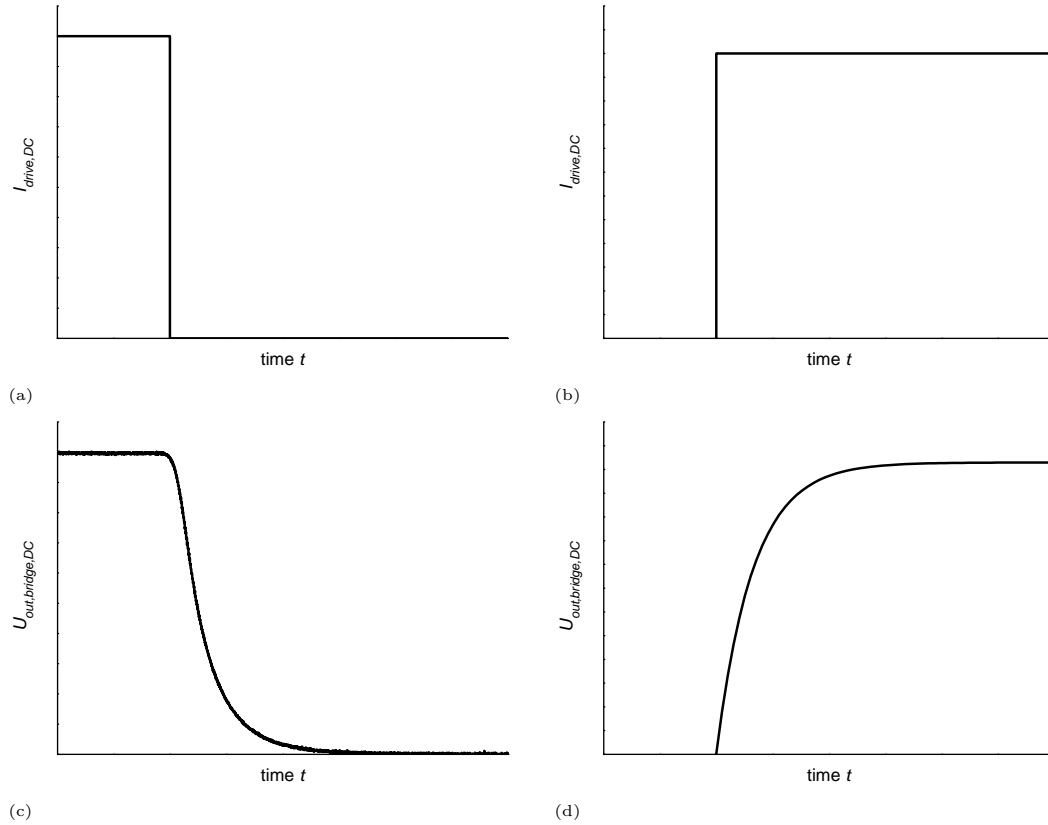 I_drive,DC
time t
(a)
I_drive,DC
time t
(b)
U_out,bridge,DC
time t
(c)
U_out,bridge,DC
time t
(d)